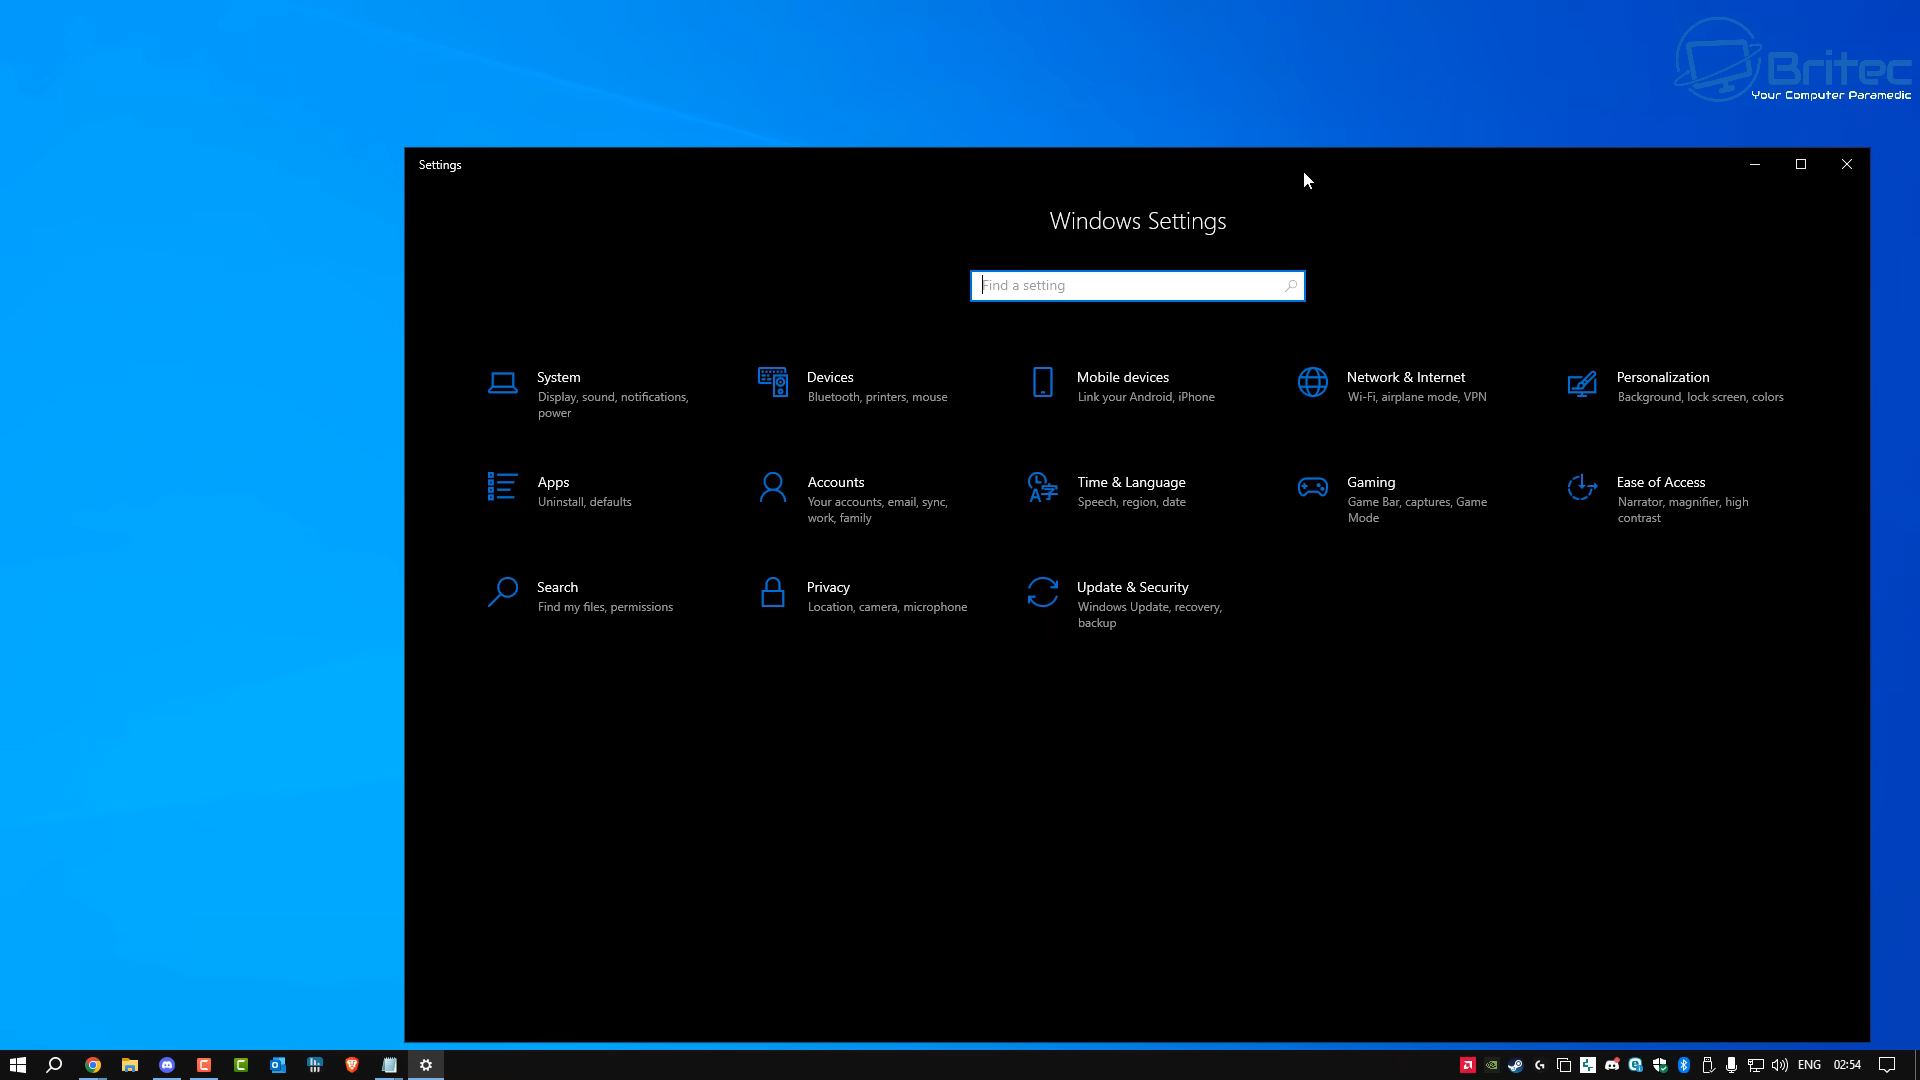 Britec
Your Computer Paramedic
Settings
Windows Settings
Find a setting
System
Display, sound, notifications,
power
Devices
Bluetooth, printers, mouse
Mobile devices
Link your Android, iPhone
Network & Internet
Wi-Fi, airplane mode, VPN
Personalization
Background, lock screen, colors
Apps
Uninstall, defaults
Accounts
Your accounts, email, sync,
work, family
Time & Language
Speech, region, date
Gaming
Game Bar, captures, Game
Mode
Ease of Access
Narrator, magnifier, high
contrast
Search
Find my files, permissions
Privacy
Location, camera, microphone
Update & Security
Windows Update, recovery,
backup
ENG
02:54